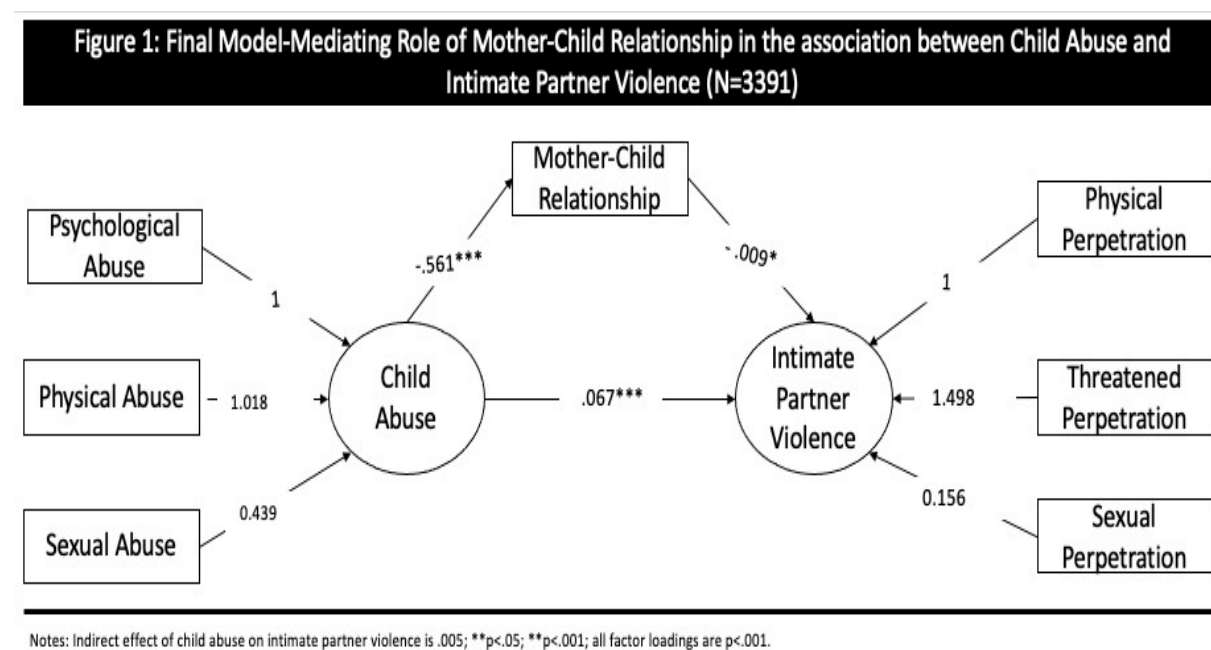 Figure 1: Final Model-Mediating Role of Mother-Child Relationship in the association between Child Abuse and
Intimate Partner Violence (N=3391)
Mother-Child
Relationship
Psychological
Abuse
Physical
Perpetration
-.561***
- .009*
1
1
Physical Abuse
1.018
Child
Abuse
.067***
Intimate
Partner
Violence
1.498
Threatened
Perpetration
0.439
0.156
Sexual Abuse
Sexual
Perpetration
Notes: Indirect effect of child abuse on intimate partner violence is .005; **p<.05; **p<.001; all factor loadings are p<.001.